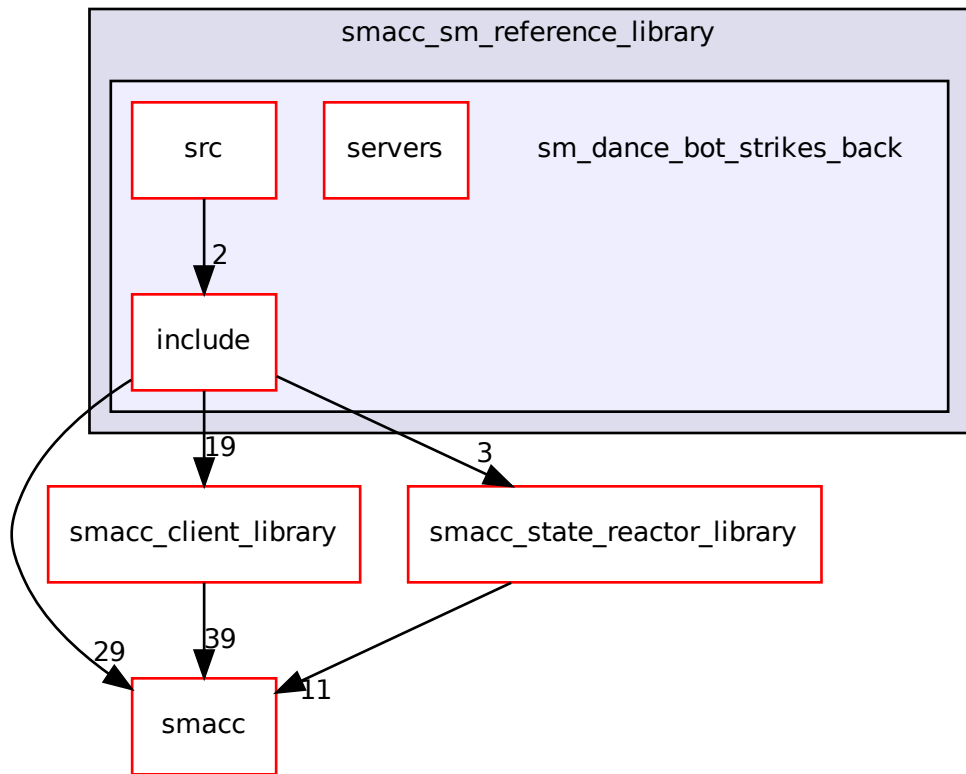 smacc_sm_reference_library
src
servers
sm_dance_bot_strikes_back
2
include
19
3
smacc_client_library
smacc_state_reactor_library
29
39
11
smacc